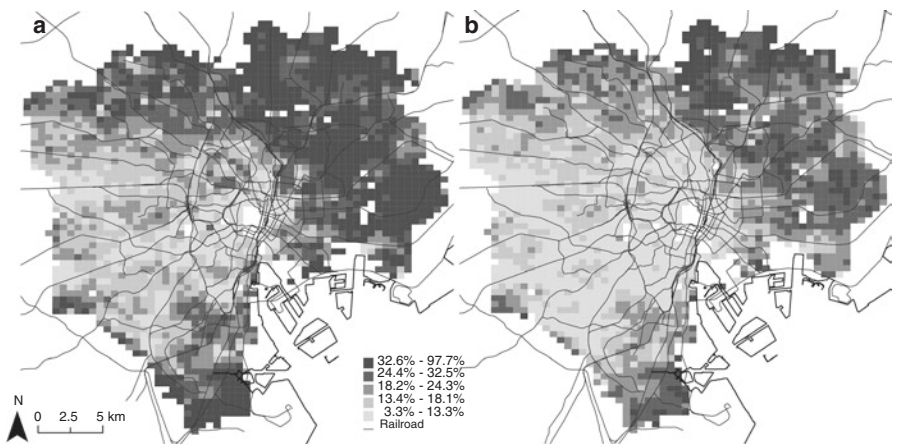 a
b
32.6% - 97.7%
24.4% - 32.5%
18.2% - 24.3%
13.4% - 18.1%
3.3% - 13.3%
Railroad
N
0 2.5 5 km